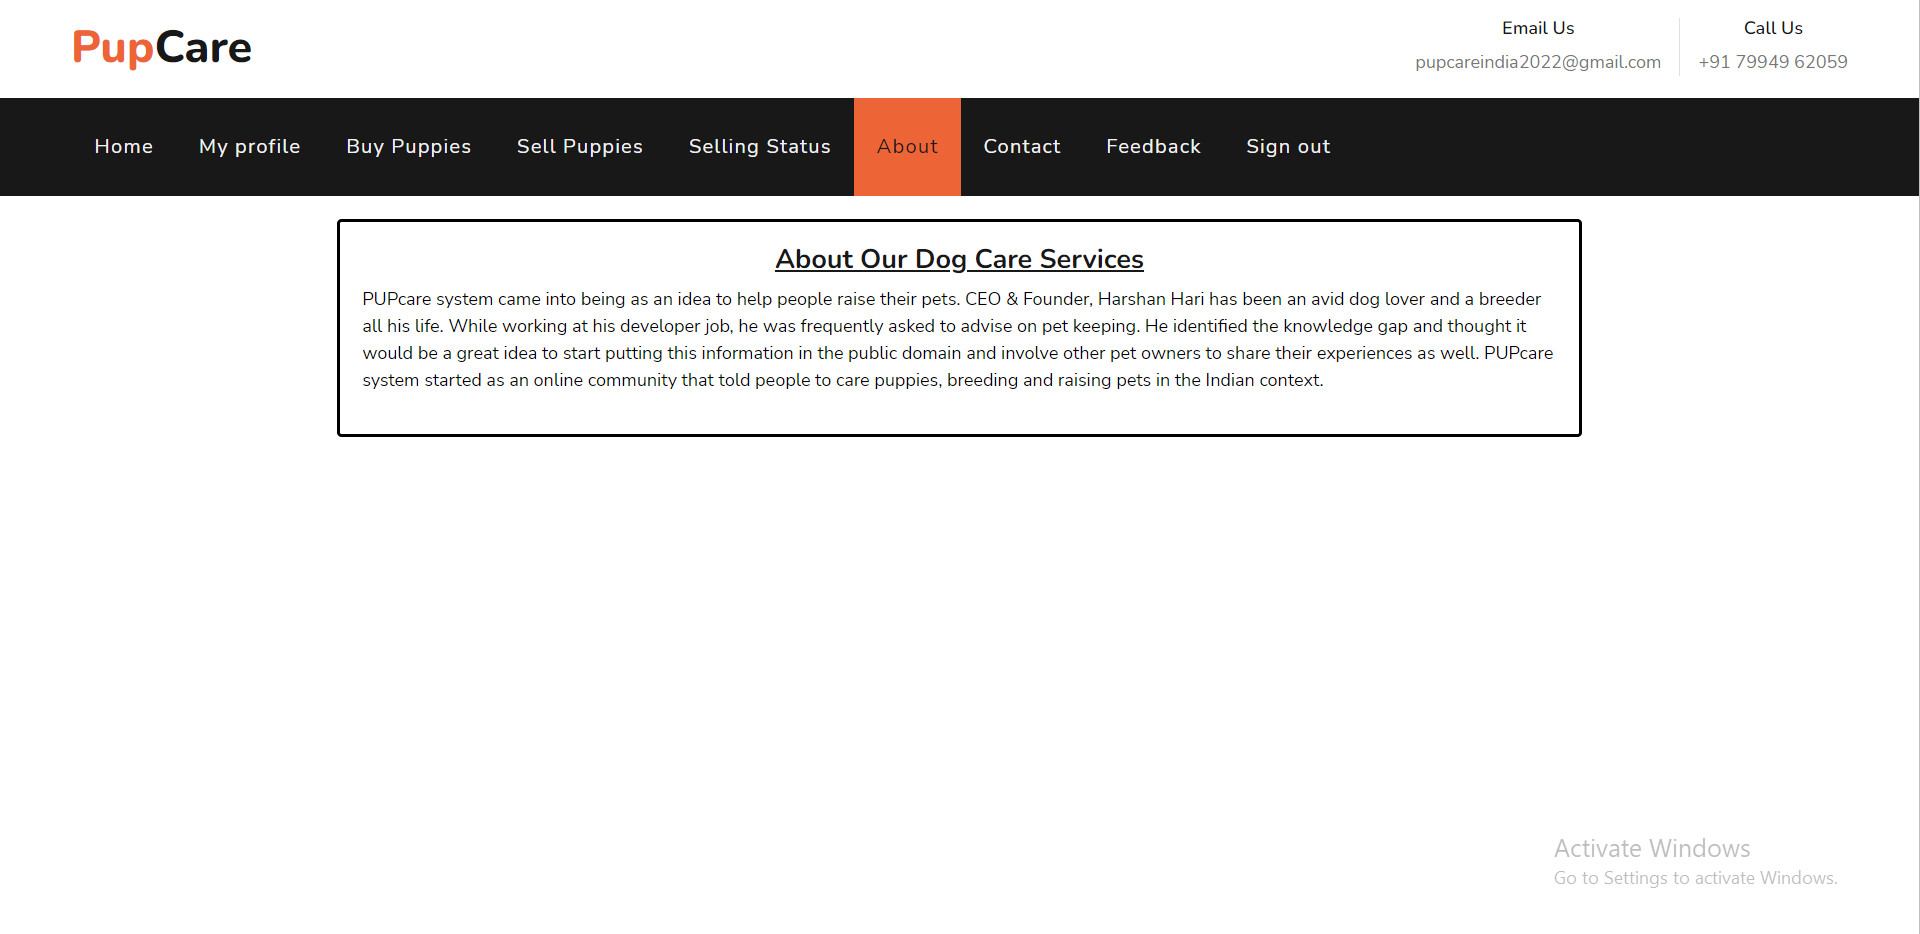 PupCare
Email Us
pupcareindia2022@gmail.com
Call Us
+91 79949 62059
Home My profile Buy Puppies Sell Puppies Selling Status About Contact Feedback Sign out
About Our Dog Care Services
PUPcare system came into being as an idea to help people raise their pets. CEO & Founder, Harshan Hari has been an avid dog lover and a breeder
all his life. While working at his developer job, he was frequently asked to advise on pet keeping. He identified the knowledge gap and thought it
would be a great idea to start putting this information in the public domain and involve other pet owners to share their experiences as well. PUPcare
system started as an online community that told people to care puppies, breeding and raising pets in the Indian context.
Activate Windows
Go to Settings to activate Windows.